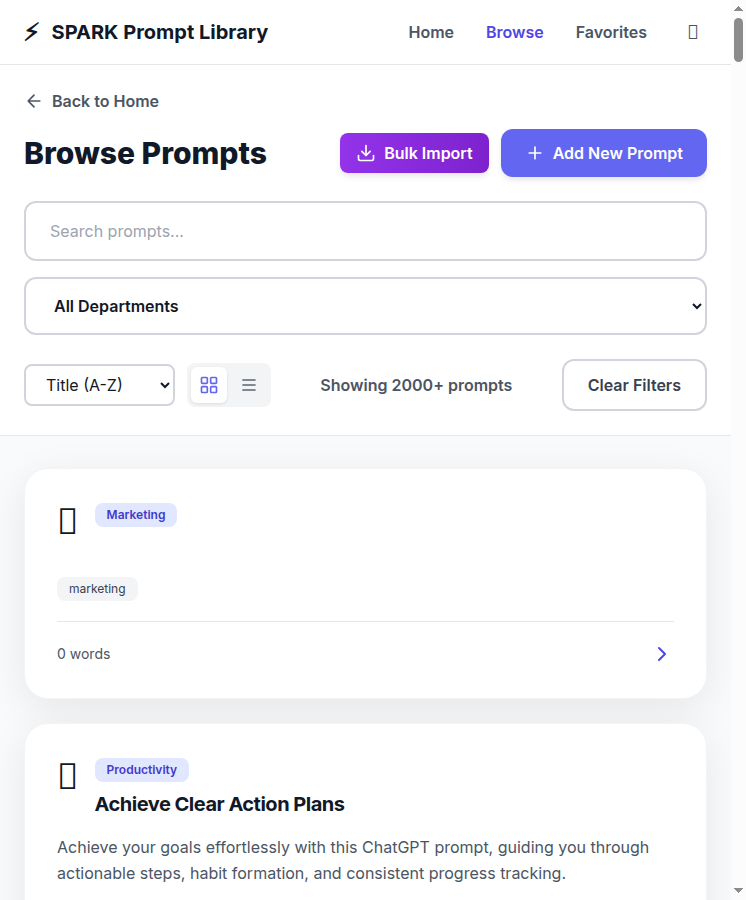 SPARK Prompt Library
Home
Browse
Favorites
Back to Home
Browse Prompts
Bulk Import
Add New Prompt
Search prompts...
All Departments
Title (A-Z)
Showing 2000+ prompts
Clear Filters
Marketing
marketing
0 words
Productivity
Achieve Clear Action Plans
Achieve your goals effortlessly with this ChatGPT prompt, guiding you through
actionable steps, habit formation, and consistent progress tracking.